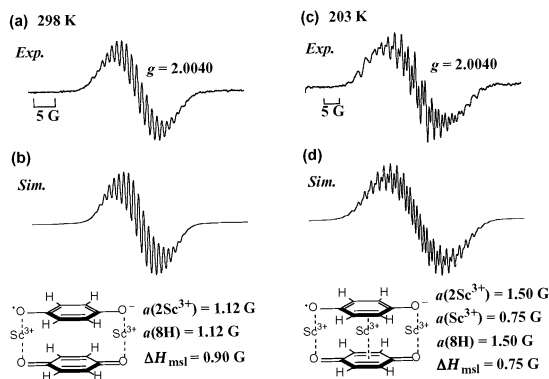 (a) 298 K
Exp.
g = 2.0040
5 G
(b)
Sim.
H H
•O O−
H H
Sc3+ Sc3+
H H
O O
H H
a(2Sc3+) = 1.12 G
a(8H) = 1.12 G
ΔHmsl = 0.90 G
(c) 203 K
Exp.
g = 2.0040
5 G
(d)
Sim.
H H
•O O−
H H
Sc3+ Sc3+ Sc3+
H H
O O
H H
a(2Sc3+) = 1.50 G
a(Sc3+) = 0.75 G
a(8H) = 1.50 G
ΔHmsl = 0.75 G